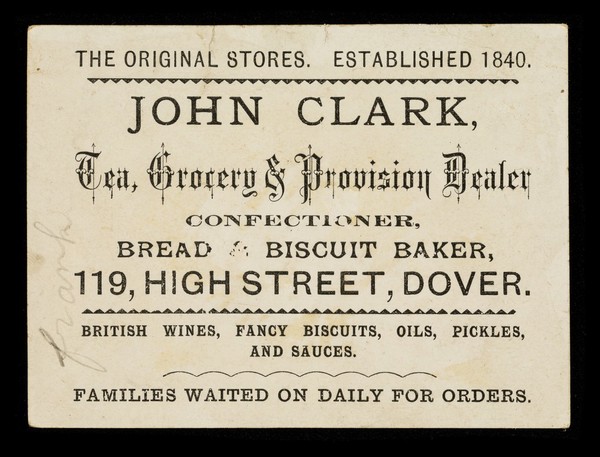 THE ORIGINAL STORES. ESTABLISHED 1840.
JOHN CLARK,
Tea, Grocery & Provision Dealer
CONFECTIONER,
BREAD & BISCUIT BAKER,
119, HIGH STREET, DOVER.
BRITISH WINES, FANCY BISCUITS, OILS, PICKLES,
AND SAUCES.
FAMILIES WAITED ON DAILY FOR ORDERS.
frank